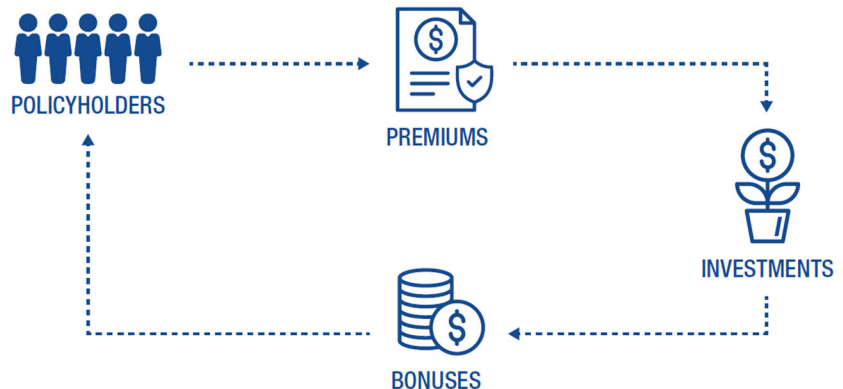 POLICYHOLDERS
$
PREMIUMS
$
INVESTMENTS
$
BONUSES